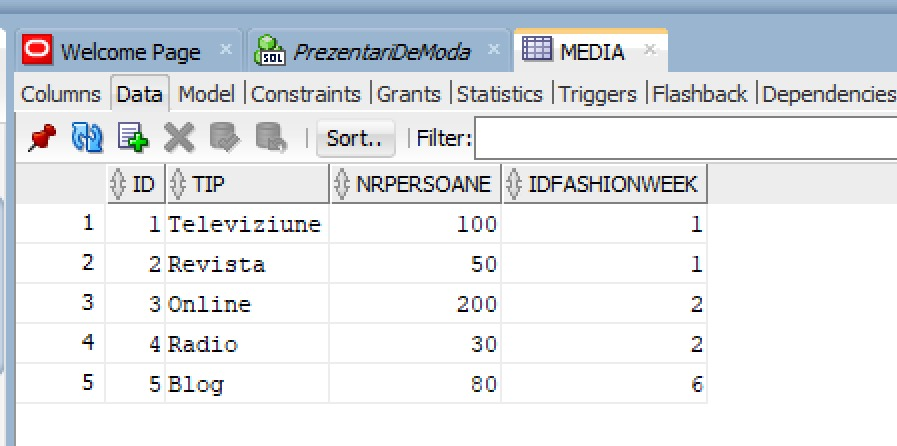 Welcome Page PrezentariDeModa MEDIA
Columns Data Model Constraints Grants Statistics Triggers Flashback Dependencies
Sort.. Filter:
ID TIP NRPERSOANE IDFASHIONWEEK
1 1 Televiziune 100 1
2 2 Revista 50 1
3 3 Online 200 2
4 4 Radio 30 2
5 5 Blog 80 6